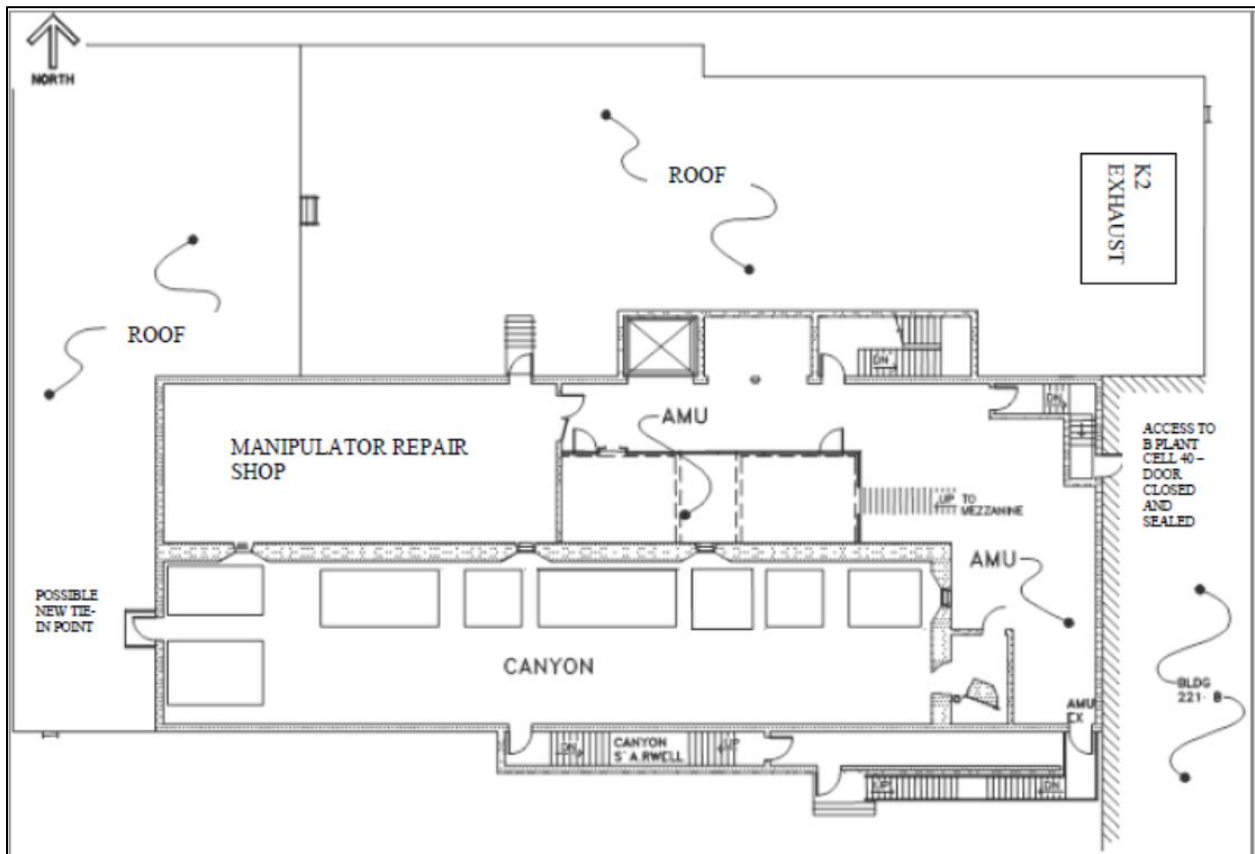 NORTH
ROOF
K2
EXHAUST
ROOF
DN
AMU
DN
MANIPULATOR REPAIR
SHOP
ACCESS TO
B PLANT
CELL 40 –
DOOR
CLOSED
AND
SEALED
UP TO
MEZZANINE
AMU
POSSIBLE
NEW TIE-
IN POINT
CANYON
BLDG
221- B
AMU
EX
DN
CANYON
S' A.RWELL
UP
UP
DN